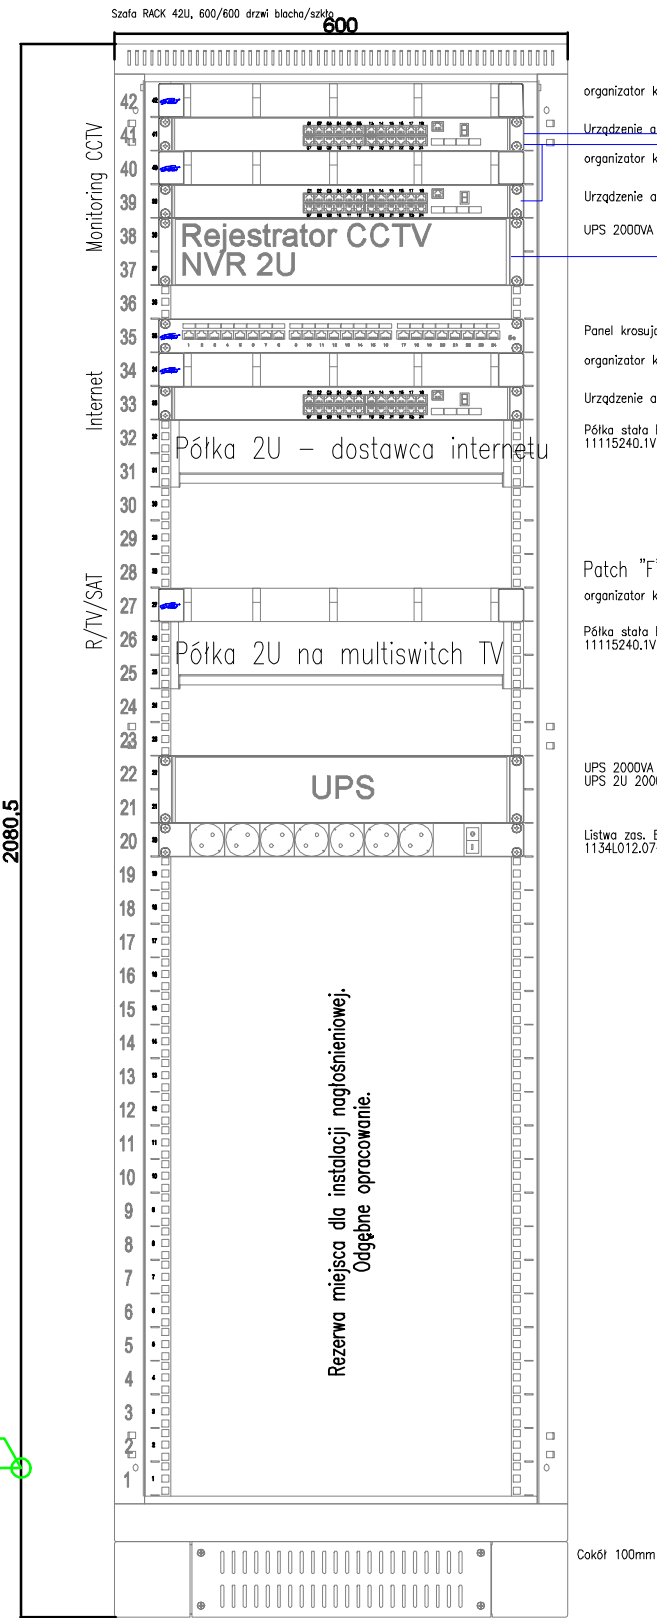 Szafa RACK 42U, 600/600 drzwi blacha/szkło
600
2080,5
Monitoring CCTV
Internet
R/TV/SAT
42
41
40
39
38
37
36
35
34
33
32
31
30
29
28
27
26
25
24
23
22
21
20
19
18
17
16
15
14
13
12
11
10
9
8
7
6
5
4
3
2
1
Rejestrator CCTV
NVR 2U
Półka 2U – dostawca internetu
Półka 2U na multiswitch TV
UPS
Rezerwa miejsca dla instalacji nagłośnieniowej.
Odgębne opracowanie.
organizator k
Urządzenie a
organizator k
Urządzenie a
UPS 2000VA
Panel krosują
organizator k
Urządzenie a
Półka stała
11115240.1V
Patch "F"
organizator k
Półka stała
11115240.1V
UPS 2000VA
UPS 2U 200
Listwa zas.
1134L012.07
Cokół 100mm